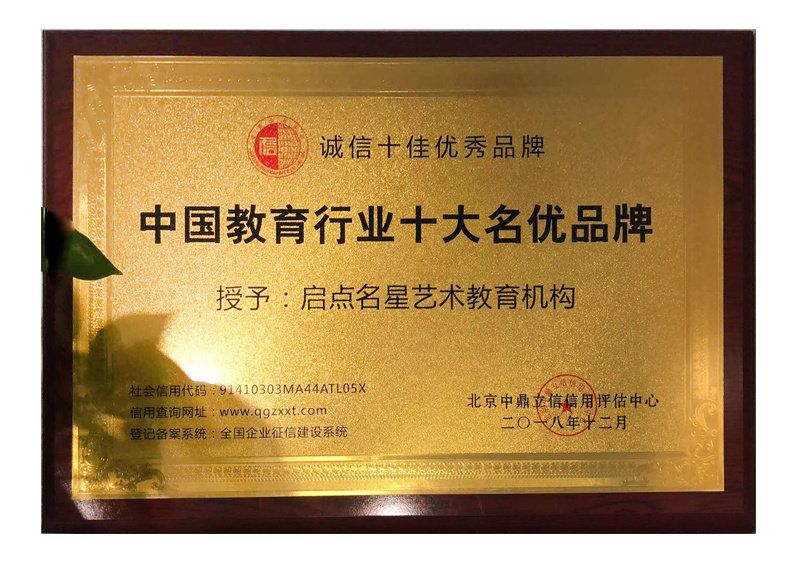 诚信十佳优秀品牌
中国教育行业十大名优品牌
授予：启点名星艺术教育机构
社会信用代码：91410303MA44ATL05X
信用查询网址：www.qgzxxt.com
登记备案系统：全国企业征信建设系统
北京中鼎立信信用评估中心
二〇一八年十二月
信